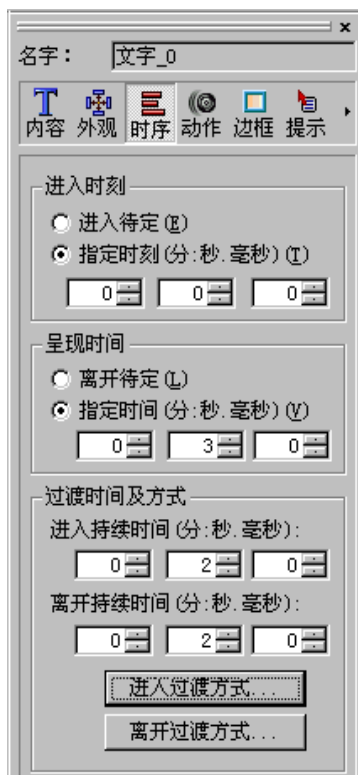 名字： 文字_0
内容 外观 时序 动作 边框 提示
进入时刻
进入待定(E)
指定时刻(分:秒.毫秒)(T)
0 0 0
呈现时间
离开待定(L)
指定时间(分:秒.毫秒)(V)
0 3 0
过渡时间及方式
进入持续时间(分:秒.毫秒):
0 2 0
离开持续时间(分:秒.毫秒):
0 2 0
进入过渡方式...
离开过渡方式...